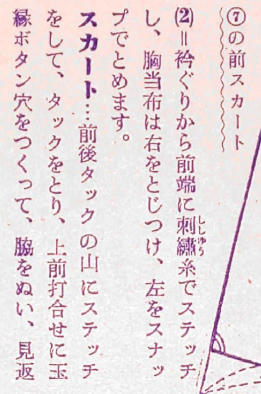 ⑦の前スカート
(2)＝衿ぐりから前端に刺繍糸でステッチ
し、胸当布は右をとじつけ、左をスナッ
プでとめます。
スカート…前後タックの山にステッチ
をして、タックをとり、上前打合せに玉
縁ボタン穴をつくって、脇をぬい、見返